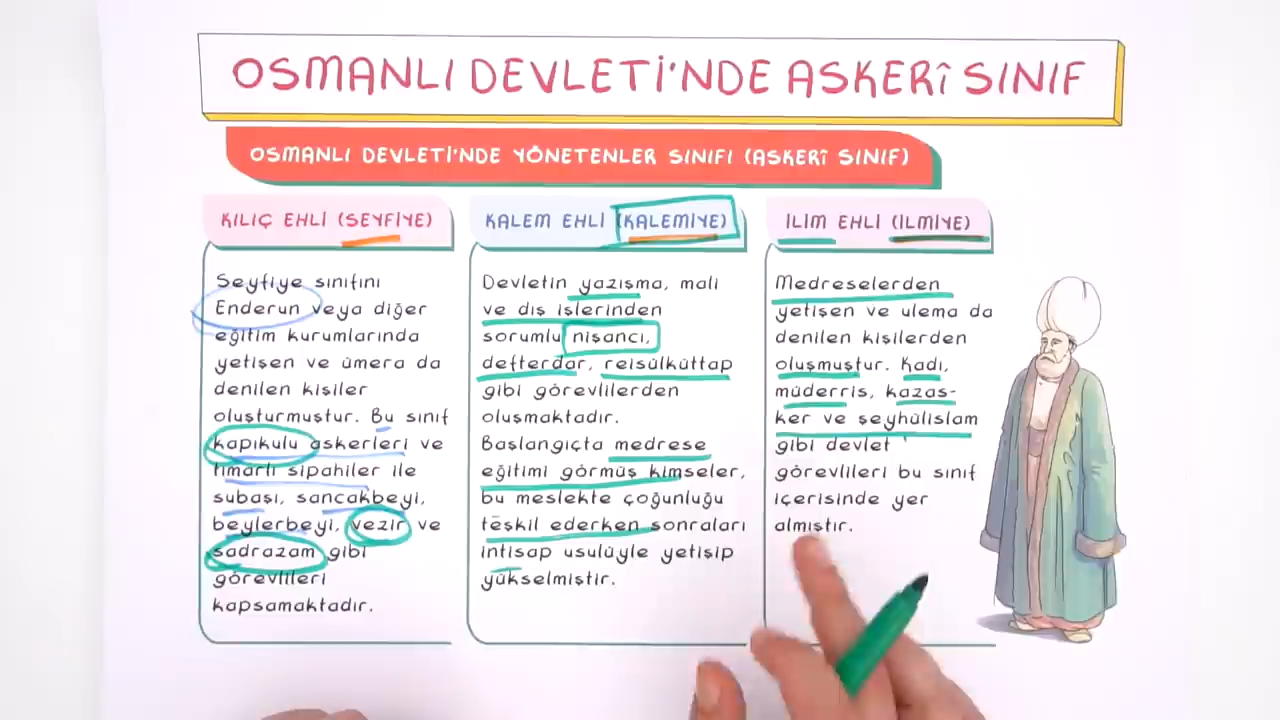 OSMANLI DEVLETİ'NDE ASKERÎ SINIF
OSMANLI DEVLETİ'NDE YÖNETENLER SINIFI (ASKERÎ SINIF)
KILIÇ EHLİ (SEYFİYE)
Seyfiye sınıfını
Enderun veya diğer
eğitim kurumlarında
yetişen ve ümera da
denilen kişiler
oluşturmuştur. Bu sınıf
kapıkulu askerleri ve
tımarlı sipahiler ile
subaşı, sancakbeyi,
beylerbeyi, vezir ve
sadrazam gibi
görevlileri
kapsamaktadır.
KALEM EHLİ (KALEMİYE)
Devletin yazışma, mali
ve dış işlerinden
sorumlu nişancı,
defterdar, reisülküttap
gibi görevlilerden
oluşmaktadır.
Başlangıçta medrese
eğitimi görmüş kimseler,
bu meslekte çoğunluğu
teşkil ederken sonraları
intisap usulüyle yetişip
yükselmiştir.
İLİM EHLİ (İLMİYE)
Medreselerden
yetişen ve ulema da
denilen kişilerden
oluşmuştur. Kadı,
müderris, kazas-
ker ve şeyhülislam
gibi devlet
görevlileri bu sınıf
içerisinde yer
almıştır.